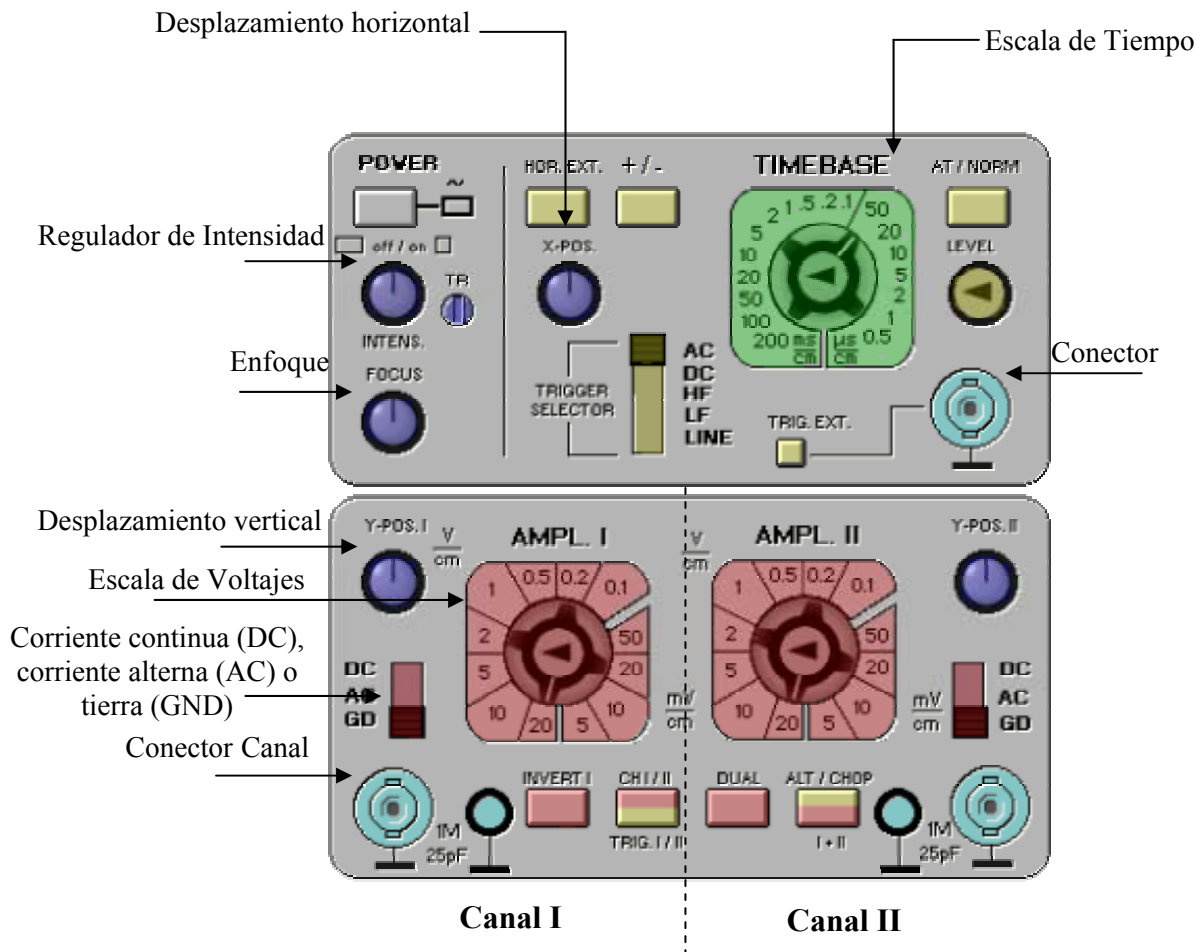 Desplazamiento horizontal
Escala de Tiempo
POWER
HOR. EXT.
+ / -
TIMEBASE
AT / NORM
~
Regulador de Intensidad
off / on
X-POS.
LEVEL
TR
.5 .2 .1 50
1
2
20
5
10
10
5
20
2
50
1
100
0.5
200 ms cm
µs cm
INTENS.
Enfoque
FOCUS
TRIGGER
SELECTOR
AC
DC
HF
LF
LINE
Conector
TRIG. EXT.
Desplazamiento vertical
Y-POS. I
V cm
AMPL. I
V cm
AMPL. II
Y-POS. II
Escala de Voltajes
0.5 0.2
1 0.1
2 50
5 20
10 10
20 5
mV cm
0.5 0.2
1 0.1
2 50
5 20
10 10
20 5
mV cm
Corriente continua (DC),
corriente alterna (AC) o
tierra (GND)
DC
AC
GD
DC
AC
GD
Conector Canal
INVERT I
CH I / II
DUAL
ALT / CHOP
1M
25pF
TRIG. I / II
I + II
1M
25pF
Canal I
Canal II